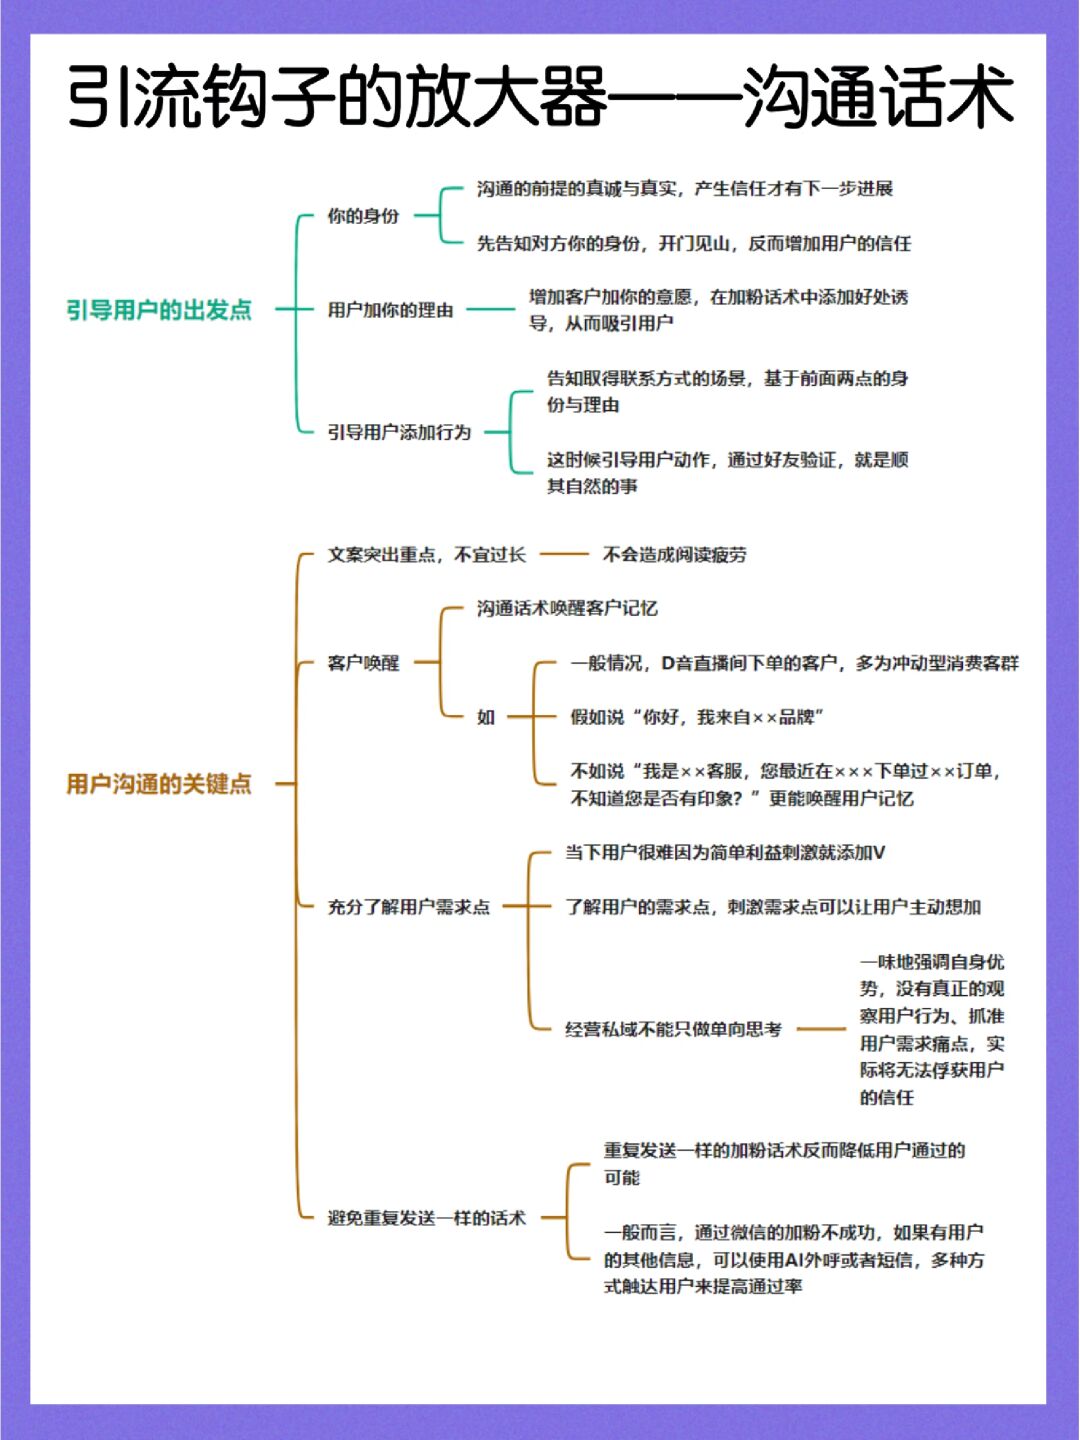 引流钩子的放大器——沟通话术
引导用户的出发点
你的身份
沟通的前提的真诚与真实，产生信任才有下一步进展
先告知对方你的身份，开门见山，反而增加用户的信任
用户加你的理由
增加客户加你的意愿，在加粉话术中添加好处诱
导，从而吸引用户
引导用户添加行为
告知取得联系方式的场景，基于前面两点的身
份与理由
这时候引导用户动作，通过好友验证，就是顺
其自然的事
用户沟通的关键点
文案突出重点，不宜过长
不会造成阅读疲劳
客户唤醒
沟通话术唤醒客户记忆
如
一般情况，D音直播间下单的客户，多为冲动型消费客群
假如说“你好，我来自××品牌”
不如说“我是××客服，您最近在×××下单过××订单，
不知道您是否有印象？”更能唤醒用户记忆
充分了解用户需求点
当下用户很难因为简单利益刺激就添加V
了解用户的需求点，刺激需求点可以让用户主动想加
经营私域不能只做单向思考
一味地强调自身优
势，没有真正的观
察用户行为、抓准
用户需求痛点，实
际将无法俘获用户
的信任
避免重复发送一样的话术
重复发送一样的加粉话术反而降低用户通过的
可能
一般而言，通过微信的加粉不成功，如果有用户
的其他信息，可以使用AI外呼或者短信，多种方
式触达用户来提高通过率